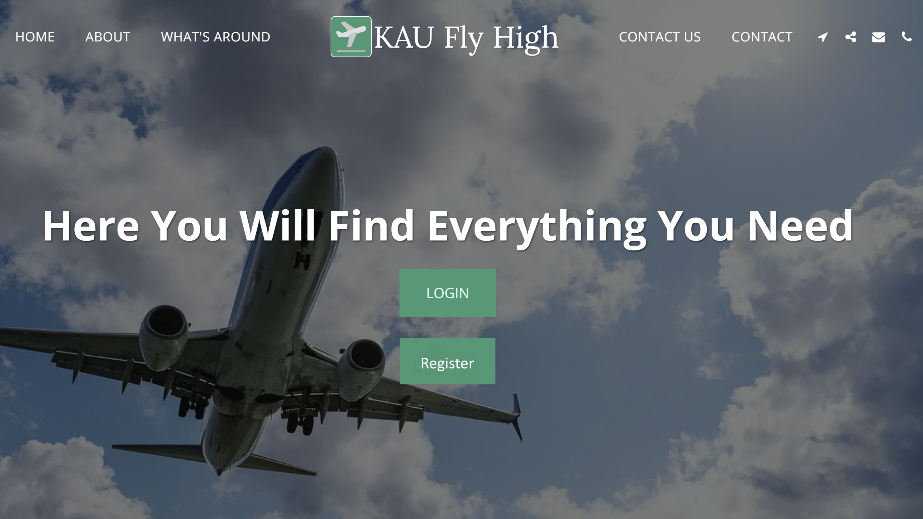 HOME ABOUT WHAT'S AROUND KAU Fly High CONTACT US CONTACT
Here You Will Find Everything You Need
LOGIN
Register